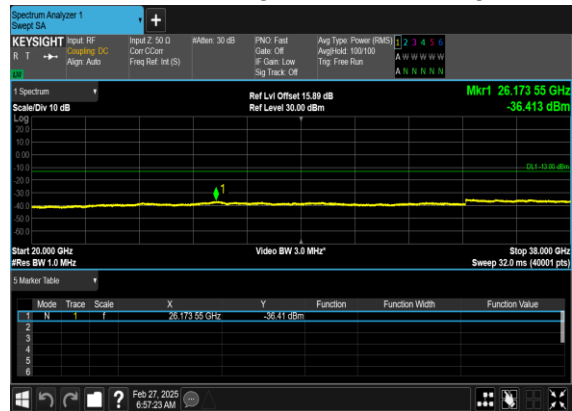 Spectrum Analyzer 1
Swept SA
+
KEYSIGHT Input: RF Input Z: 50 Ω #Atten: 30 dB PNO: Fast Avg Type: Power (RMS) 1 2 3 4 5 6
R T Coupling: DC Corr CCorr Gate: Off Avg|Hold: 100/100 A W W W W W
Align: Auto Freq Ref: Int (S) IF Gain: Low Trig: Free Run
Sig Track: Off A N N N N N
1 Spectrum
Ref Lvl Offset 15.89 dB Mkr1 26.173 55 GHz
Scale/Div 10 dB Ref Level 30.00 dBm -36.413 dBm
Log
20.0
10.0
0.00
-10.0 DL1 -13.00 dBm
-20.0
-30.0 1
-40.0
-50.0
-60.0
Start 20.000 GHz Video BW 3.0 MHz* Stop 38.000 GHz
#Res BW 1.0 MHz Sweep 32.0 ms (40001 pts)
5 Marker Table
Mode Trace Scale X Y Function Function Width Function Value
1 N 1 f 26.173 55 GHz -36.41 dBm
2
3
4
5
6
? Feb 27, 2025
6:57:23 AM